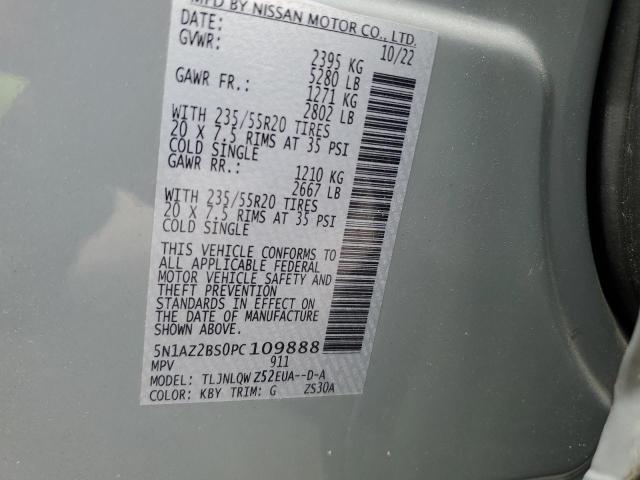 MFD BY NISSAN MOTOR CO., LTD.
DATE: 10/22
GVWR: 2395 KG
5280 LB
GAWR FR.: 1271 KG
2802 LB
WITH 235/55R20 TIRES
20 X 7.5 RIMS AT 35 PSI
COLD SINGLE
GAWR RR.: 1210 KG
2667 LB
WITH 235/55R20 TIRES
20 X 7.5 RIMS AT 35 PSI
COLD SINGLE
THIS VEHICLE CONFORMS TO
ALL APPLICABLE FEDERAL
MOTOR VEHICLE SAFETY AND
THEFT PREVENTION
STANDARDS IN EFFECT ON
THE DATE OF MANUFACTURE
SHOWN ABOVE.
5N1AZ2BS0PC109888
MPV 911
MODEL: TLJNLQWZ52EUA--D-A
COLOR: KBY TRIM: G ZS30A